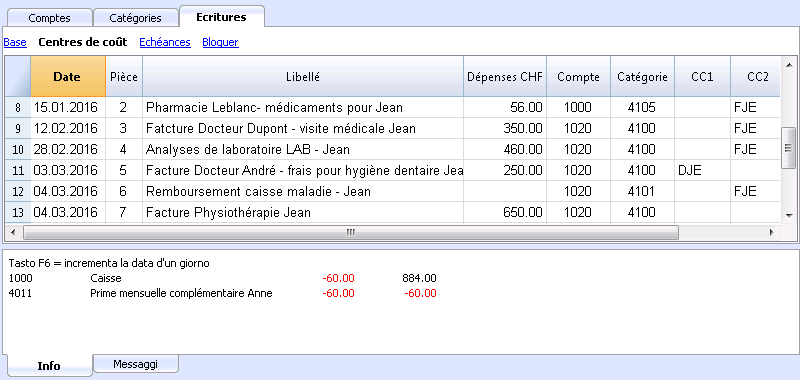 Comptes Catégories Ecritures
Base Centres de coût Echéances Bloquer
Date Pièce Libellé Dépenses CHF Compte Catégorie CC1 CC2
8 15.01.2016 2 Pharmacie Leblanc- médicaments pour Jean 56.00 1000 4105 FJE
9 12.02.2016 3 Fatcture Docteur Dupont - visite médicale Jean 350.00 1020 4100 FJE
10 28.02.2016 4 Analyses de laboratoire LAB - Jean 460.00 1020 4100 FJE
11 03.03.2016 5 Facture Docteur André - frais pour hygiène dentaire Jea 250.00 1020 4100 DJE
12 04.03.2016 6 Remboursement caisse maladie - Jean 1020 4101 FJE
13 04.03.2016 7 Facture Physiothérapie Jean 650.00 1020 4100
Tasto F6 = incrementa la data d'un giorno
1000 Caisse -60.00 884.00
4011 Prime mensuelle complémentaire Anne -60.00 -60.00
Info Messaggi